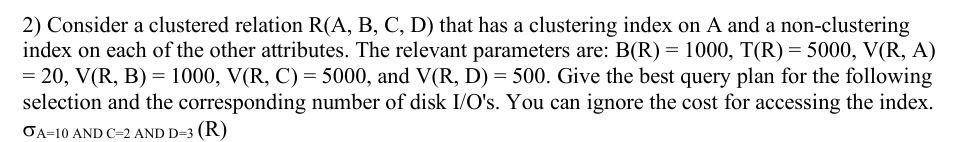 2) Consider a clustered relation R(A, B, C, D) that has a clustering index on A and a non-clustering
index on each of the other attributes. The relevant parameters are: B(R) = 1000, T(R) = 5000, V(R, A)
= 20, V(R, B) = 1000, V(R, C) = 5000, and V(R, D) = 500. Give the best query plan for the following
selection and the corresponding number of disk I/O's. You can ignore the cost for accessing the index.
σA=10 AND C=2 AND D=3 (R)